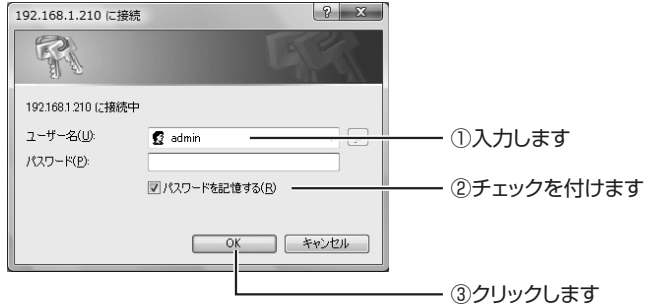 192.168.1.210 に接続
192.168.1.210 に接続中
ユーザー名(U):
admin
①入力します
パスワード(P):
パスワードを記憶する(R)
②チェックを付けます
OK
キャンセル
③クリックします